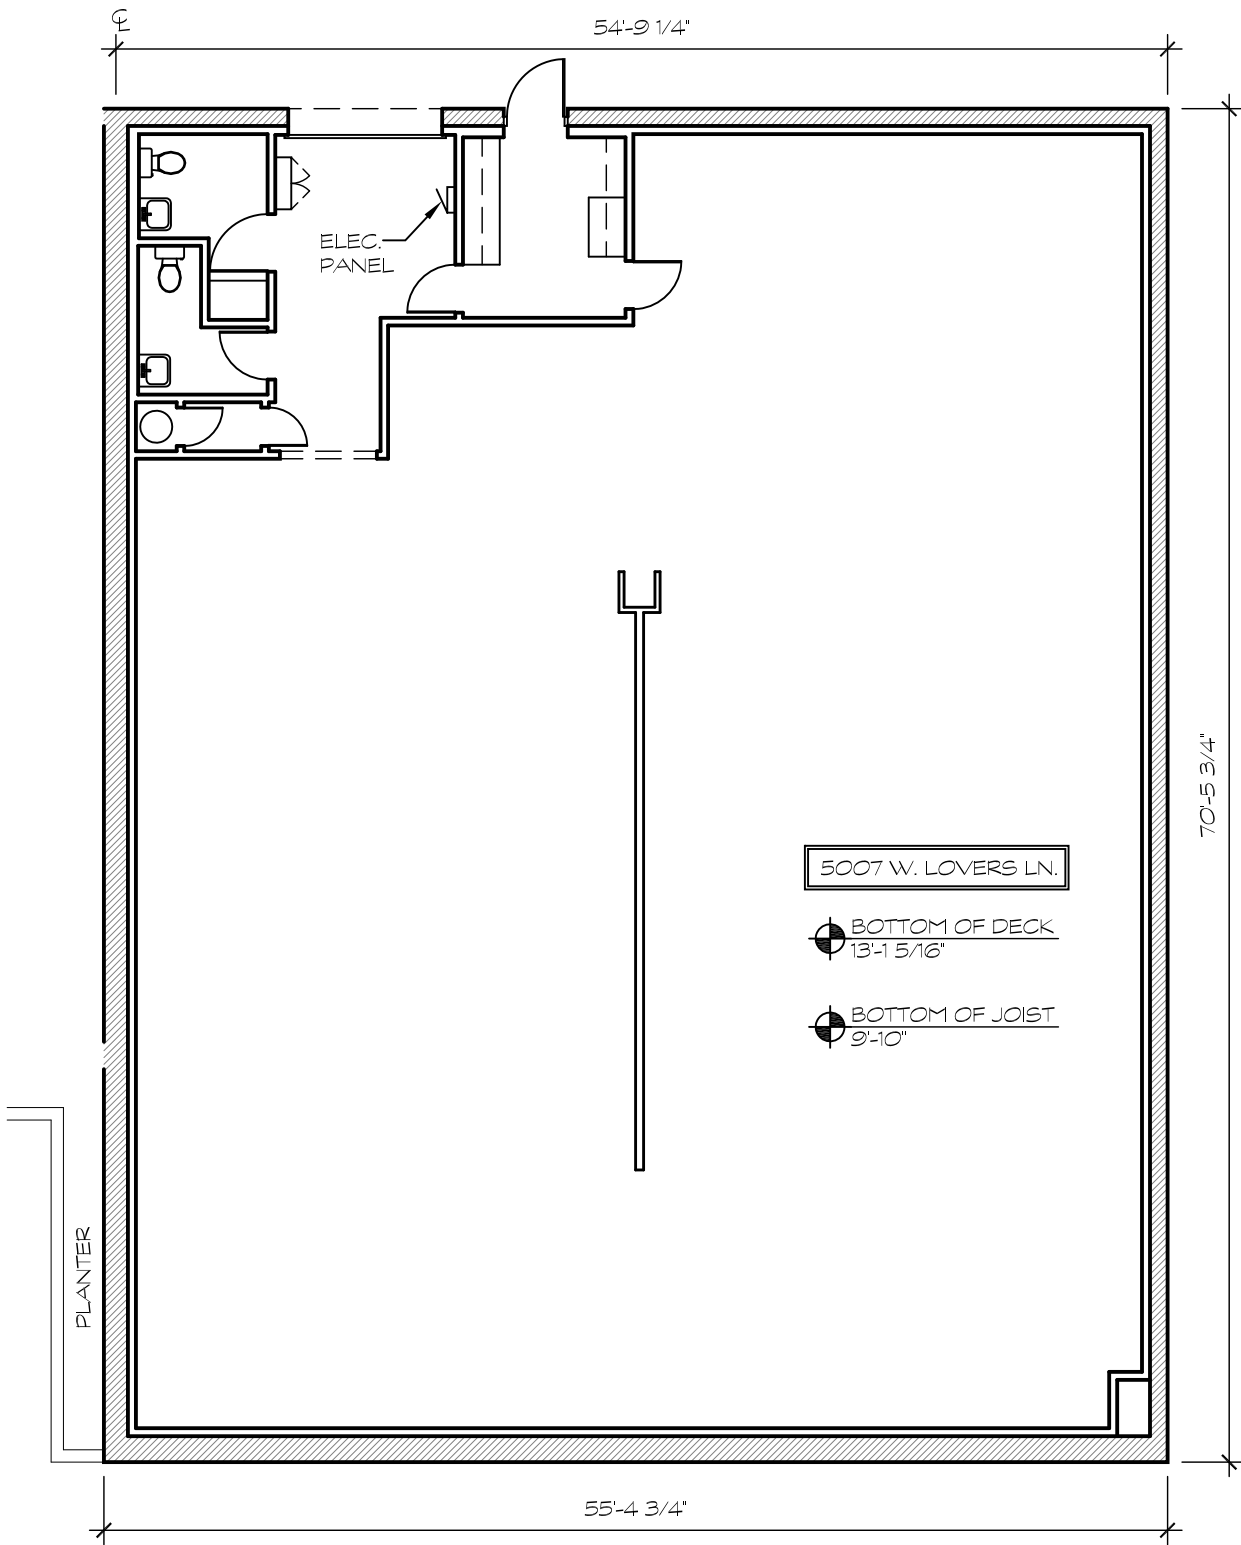 ℄
54'-9 1/4"
ELEC.
PANEL
70'-5 3/4"
5007 W. LOVERS LN.
BOTTOM OF DECK
13'-1 5/16"
BOTTOM OF JOIST
9'-10"
PLANTER
55'-4 3/4"